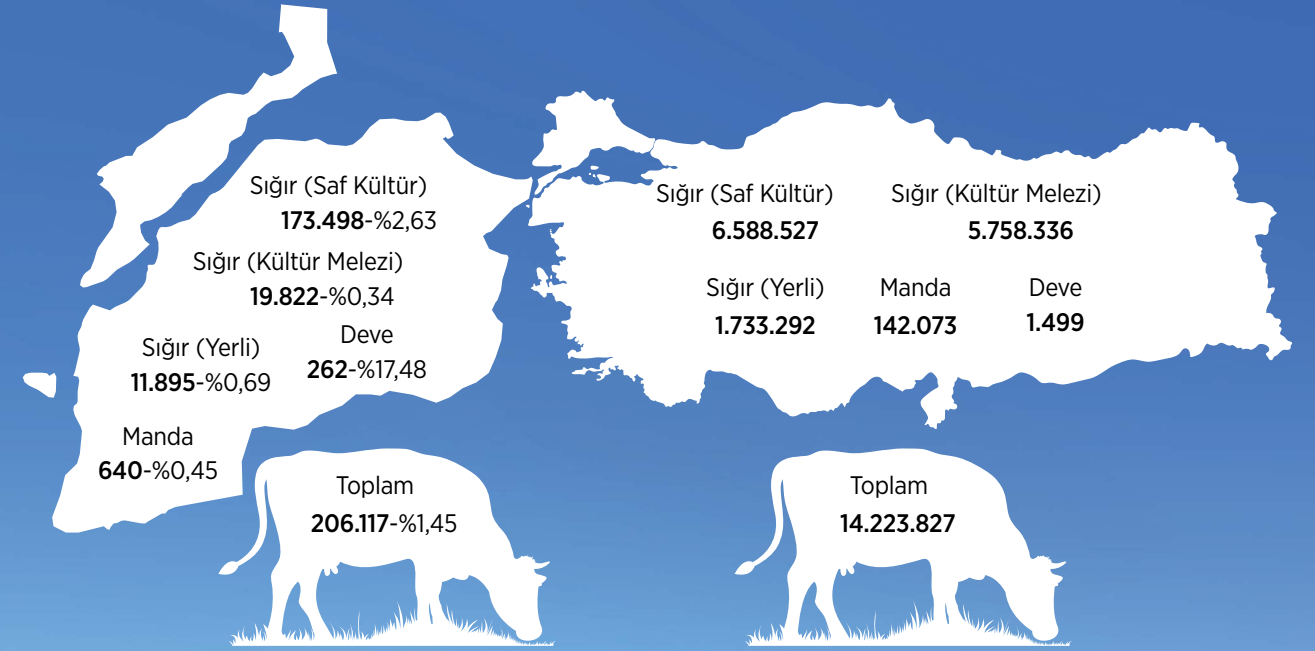 Sığır (Saf Kültür)
173.498-%2,63
Sığır (Kültür Melezi)
19.822-%0,34
Sığır (Yerli)
11.895-%0,69
Deve
262-%17,48
Manda
640-%0,45
Toplam
206.117-%1,45
Sığır (Saf Kültür)
6.588.527
Sığır (Kültür Melezi)
5.758.336
Sığır (Yerli)
1.733.292
Manda
142.073
Deve
1.499
Toplam
14.223.827